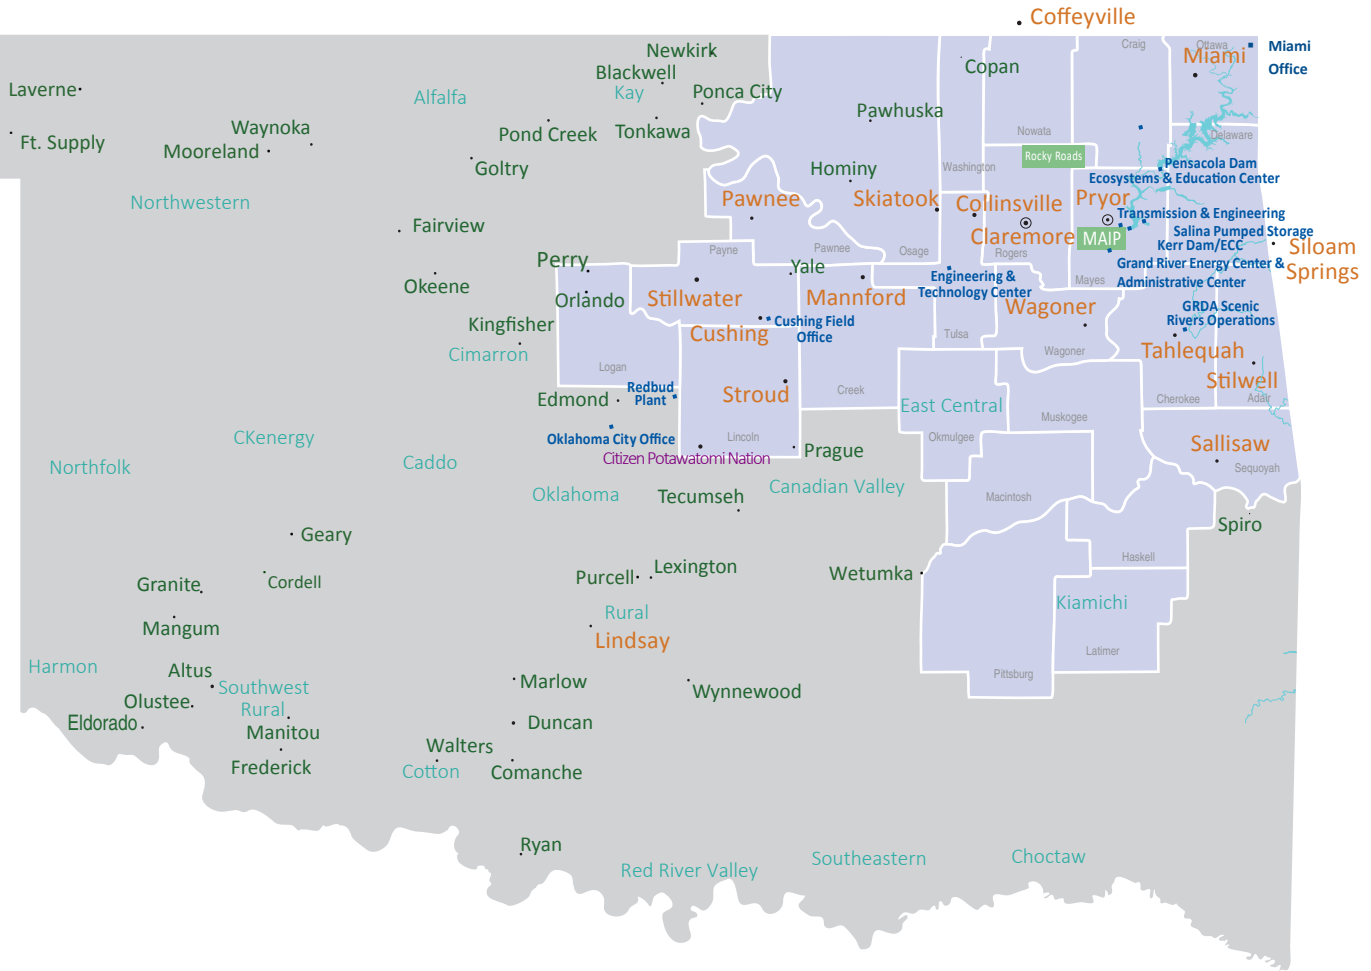 Coffeyville
Newkirk
Craig
Ottawa
Miami
Office
Miami
Copan
Blackwell
Laverne
Alfalfa
Kay
Ponca City
Pawhuska
Waynoka
Pond Creek
Tonkawa
Nowata
Delaware
Ft. Supply
Mooreland
Rocky Roads
Goltry
Hominy
Washington
Pensacola Dam
Ecosystems & Education Center
Northwestern
Pawnee
Skiatook
Collinsville
Pryor
Fairview
Transmission & Engineering
Salina Pumped Storage
Claremore
MAIP
Kerr Dam/ECC
Siloam
Springs
Payne
Pawnee
Osage
Rogers
Perry
Yale
Grand River Energy Center &
Administrative Center
Mayes
Okeene
Engineering &
Technology Center
Orlando
Stillwater
Mannford
Wagoner
GRDA Scenic
Rivers Operations
Kingfisher
Cushing
Cushing Field
Office
Tulsa
Cimarron
Wagoner
Tahlequah
Logan
Stilwell
Redbud
Plant
Stroud
Creek
Edmond
East Central
Cherokee
Adair
Muskogee
CKenergy
Oklahoma City Office
Lincoln
Okmulgee
Sallisaw
Prague
Citizen Potawatomi Nation
Northfolk
Caddo
Sequoyah
Oklahoma
Tecumseh
Canadian Valley
Macintosh
Spiro
Geary
Haskell
Granite
Cordell
Purcell
Lexington
Wetumka
Rural
Kiamichi
Mangum
Lindsay
Latimer
Harmon
Altus
Pittsburg
Southwest
Rural
Marlow
Wynnewood
Olustee
Eldorado
Manitou
Duncan
Walters
Frederick
Cotton
Comanche
Ryan
Red River Valley
Southeastern
Choctaw